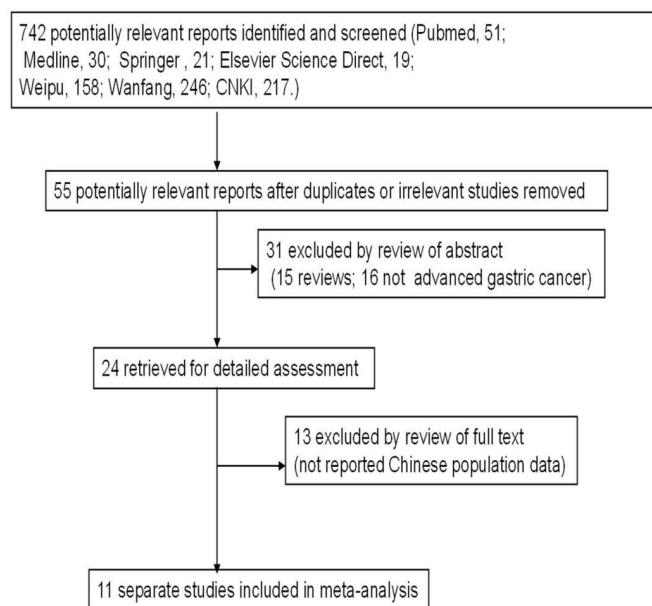 742 potentially relevant reports identified and screened (Pubmed, 51;
Medline, 30; Springer , 21; Elsevier Science Direct, 19;
Weipu, 158; Wanfang, 246; CNKI, 217.)
55 potentially relevant reports after duplicates or irrelevant studies removed
31 excluded by review of abstract
(15 reviews; 16 not advanced gastric cancer)
24 retrieved for detailed assessment
13 excluded by review of full text
(not reported Chinese population data)
11 separate studies included in meta-analysis